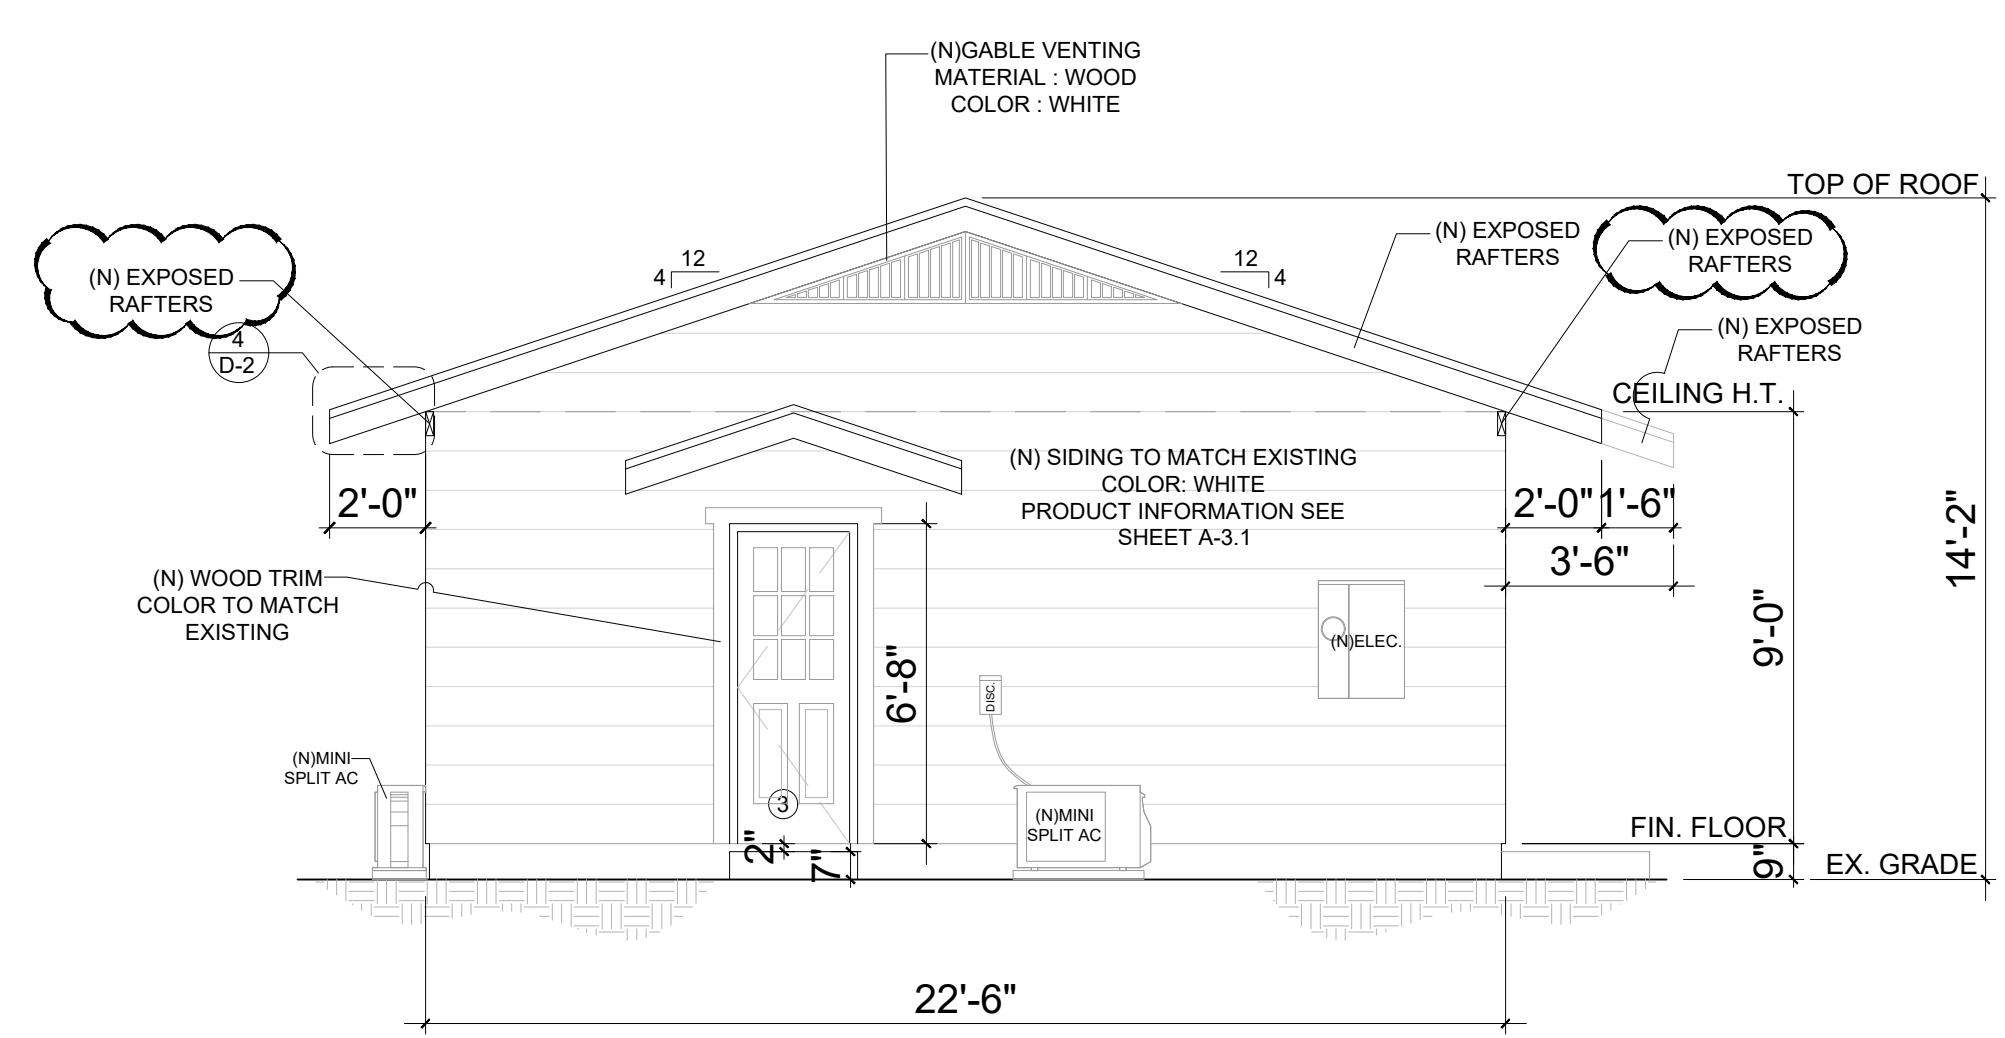 (N)GABLE VENTING
MATERIAL : WOOD
COLOR : WHITE
TOP OF ROOF
(N) EXPOSED
RAFTERS
4
D-2
12
4
12
4
(N) EXPOSED
RAFTERS
(N) EXPOSED
RAFTERS
(N) EXPOSED
RAFTERS
CEILING H.T.
(N) SIDING TO MATCH EXISTING
COLOR: WHITE
PRODUCT INFORMATION SEE
SHEET A-3.1
2'-0"
2'-0"
1'-6"
3'-6"
14'-2"
9'-0"
(N) WOOD TRIM
COLOR TO MATCH
EXISTING
6'-8"
(N)ELEC.
DISC.
(N)MINI
SPLIT AC
3
(N)MINI
SPLIT AC
2"
7"
FIN. FLOOR
9"
EX. GRADE
22'-6"